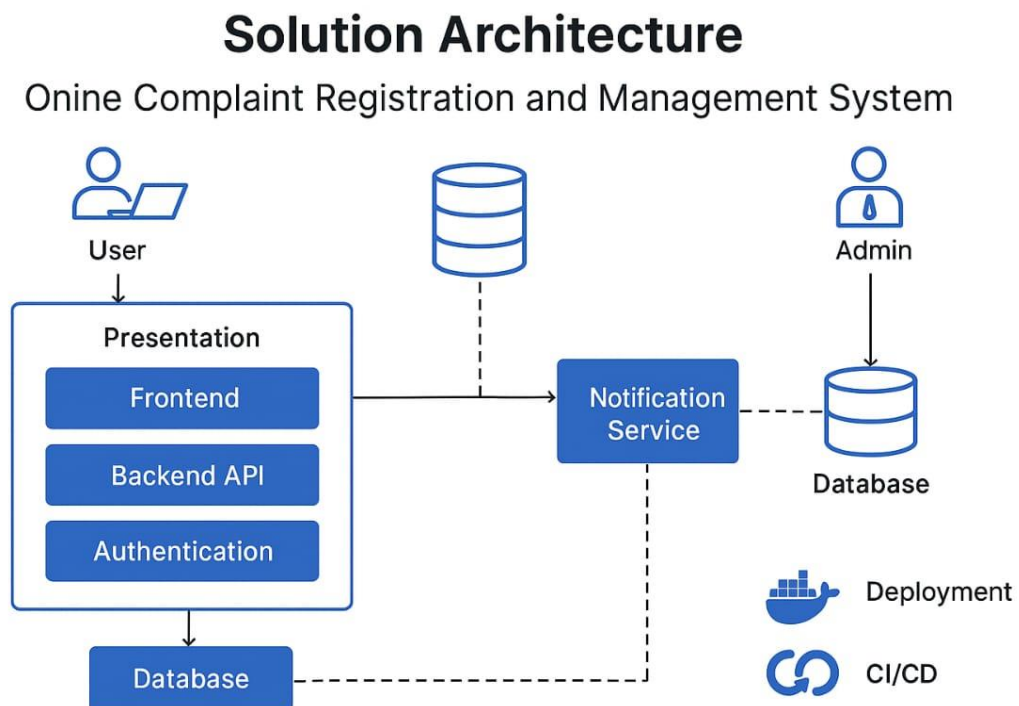 Solution Architecture
Onine Complaint Registration and Management System
User
Admin
Presentation
Frontend
Backend API
Authentication
Notification
Service
Database
Database
Deployment
CI/CD